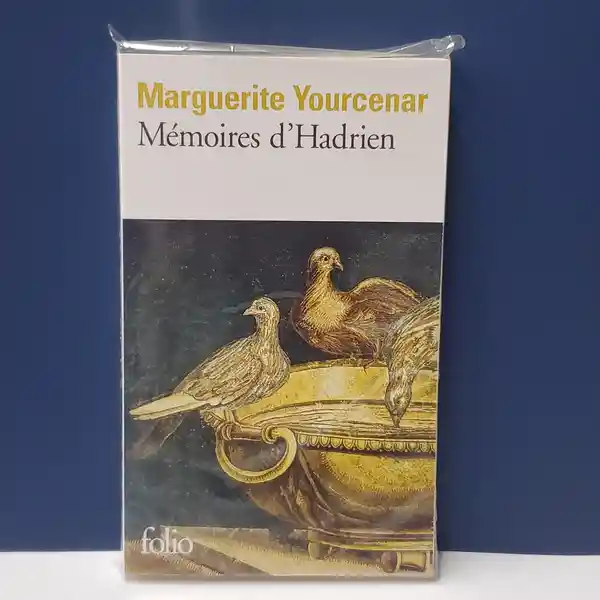 Marguerite Yourcenar
Mémoires d'Hadrien
folio